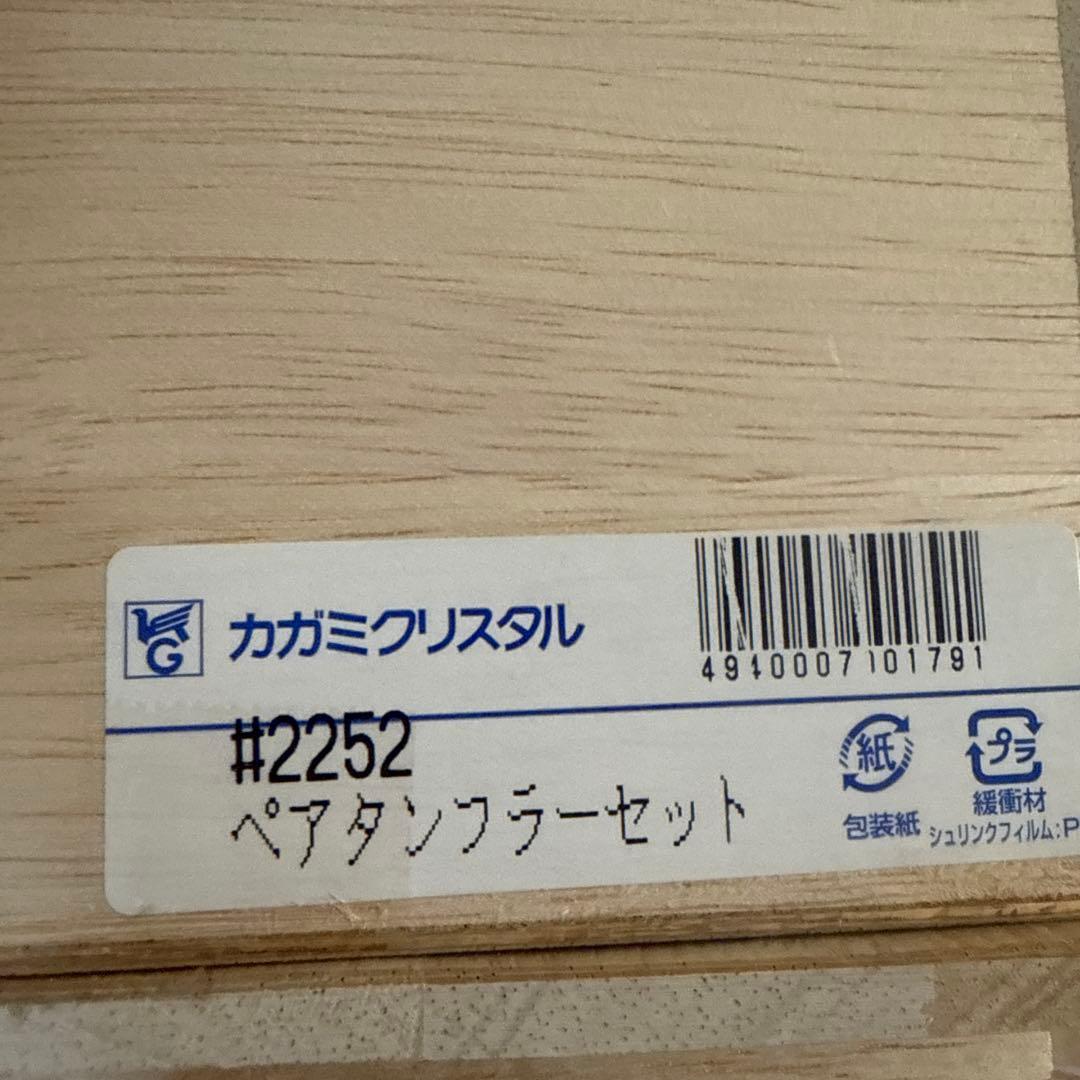 G
カガミクリスタル
4940007101791
#2252
ペアタンブラーセット
紙
包装紙
プラ
緩衝材
シュリンクフィルム:P